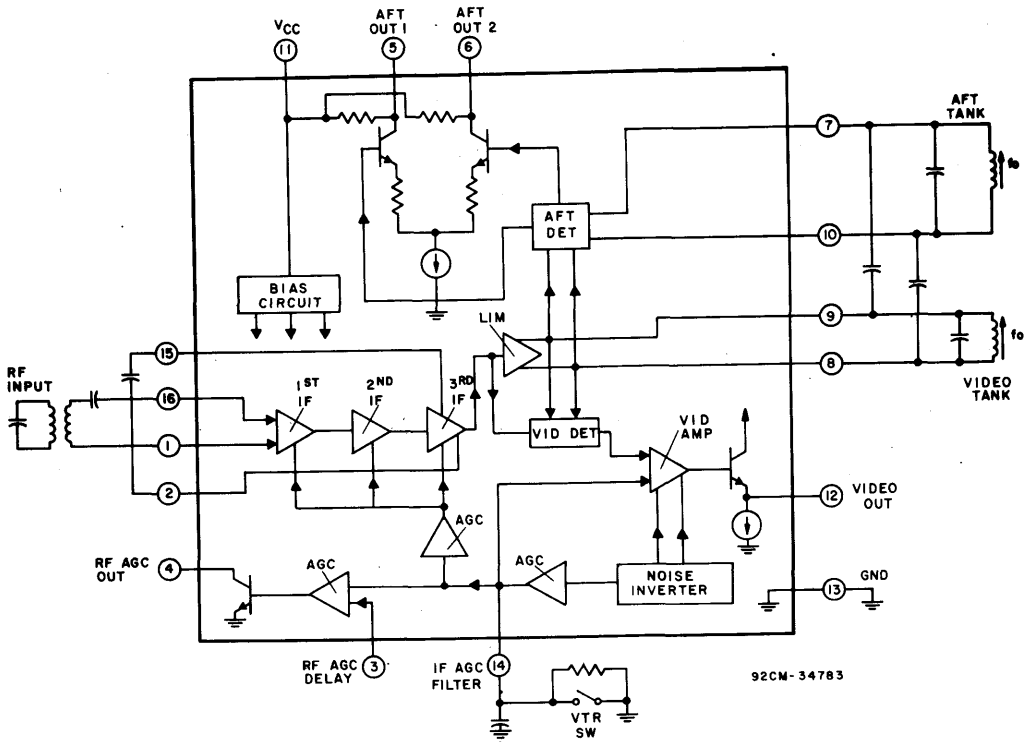 AFT
OUT 1
AFT
OUT 2
VCC
11
5
6
AFT
TANK
7
fo
AFT
DET
10
BIAS
CIRCUIT
LIM
9
fo
8
VIDEO
TANK
RF
INPUT
15
16
1
2
1ST
IF
2ND
IF
3RD
IF
VID DET
VID
AMP
12
VIDEO
OUT
AGC
RF AGC
OUT
4
AGC
AGC
NOISE
INVERTER
13
GND
RF AGC
DELAY
3
IF AGC
FILTER
14
VTR
SW
92CM-34783